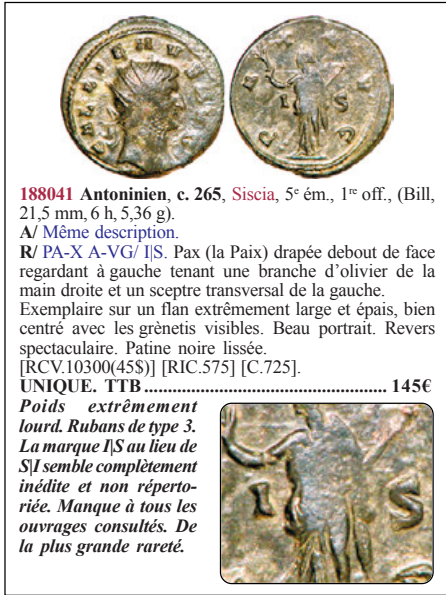 GALLIENVS AVG
I S
188041 Antoninien, c. 265, Siscia, 5e ém., 1re off., (Bill,
21,5 mm, 6 h, 5,36 g).
A/ Même description.
R/ PA-X A-VG/ I|S. Pax (la Paix) drapée debout de face
regardant à gauche tenant une branche d’olivier de la
main droite et un sceptre transversal de la gauche.
Exemplaire sur un flan extrêmement large et épais, bien
centré avec les grènetis visibles. Beau portrait. Revers
spectaculaire. Patine noire lissée.
[RCV.10300(45$)] [RIC.575] [C.725].
UNIQUE. TTB ................................................ 145€
Poids extrêmement
lourd. Rubans de type 3.
La marque I|S au lieu de
S|I semble complètement
inédite et non réperto-
riée. Manque à tous les
ouvrages consultés. De
la plus grande rareté.
I S